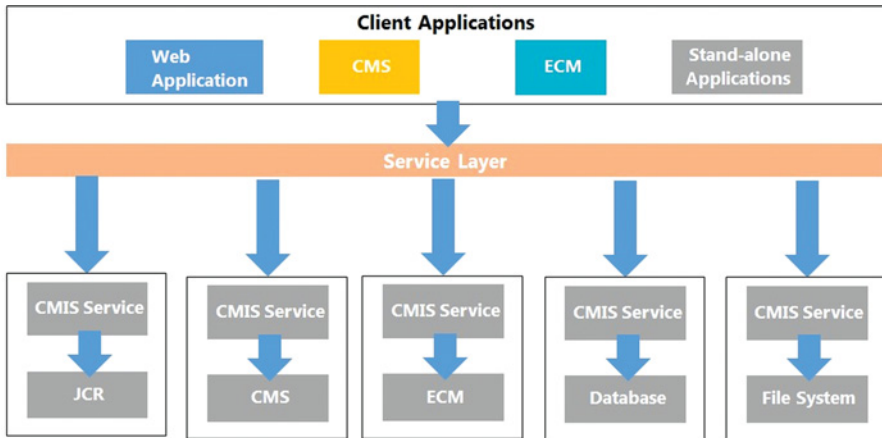 Client Applications
Web
Application
CMS
ECM
Stand-alone
Applications
Service Layer
CMIS Service
JCR
CMIS Service
CMS
CMIS Service
ECM
CMIS Service
Database
CMIS Service
File System